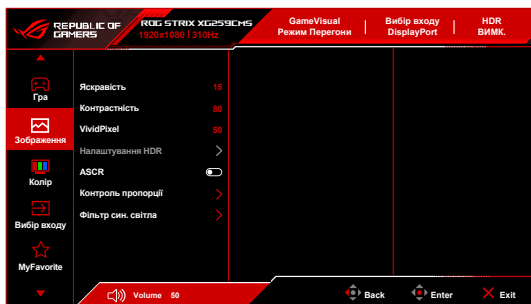 REPUBLIC OF
GAMERS
ROG STRIX XG259CMS
1920x1080 | 310Hz
GameVisual
Режим Перегони
Вибір входу
DisplayPort
HDR
ВИМК.
Гра
Зображення
Колір
Вибір входу
MyFavorite
Яскравість 15
Контрастність 80
VividPixel 50
Налаштування HDR
ASCR
Контроль пропорції
Фільтр син. світла
Volume 50
Back
Enter
Exit